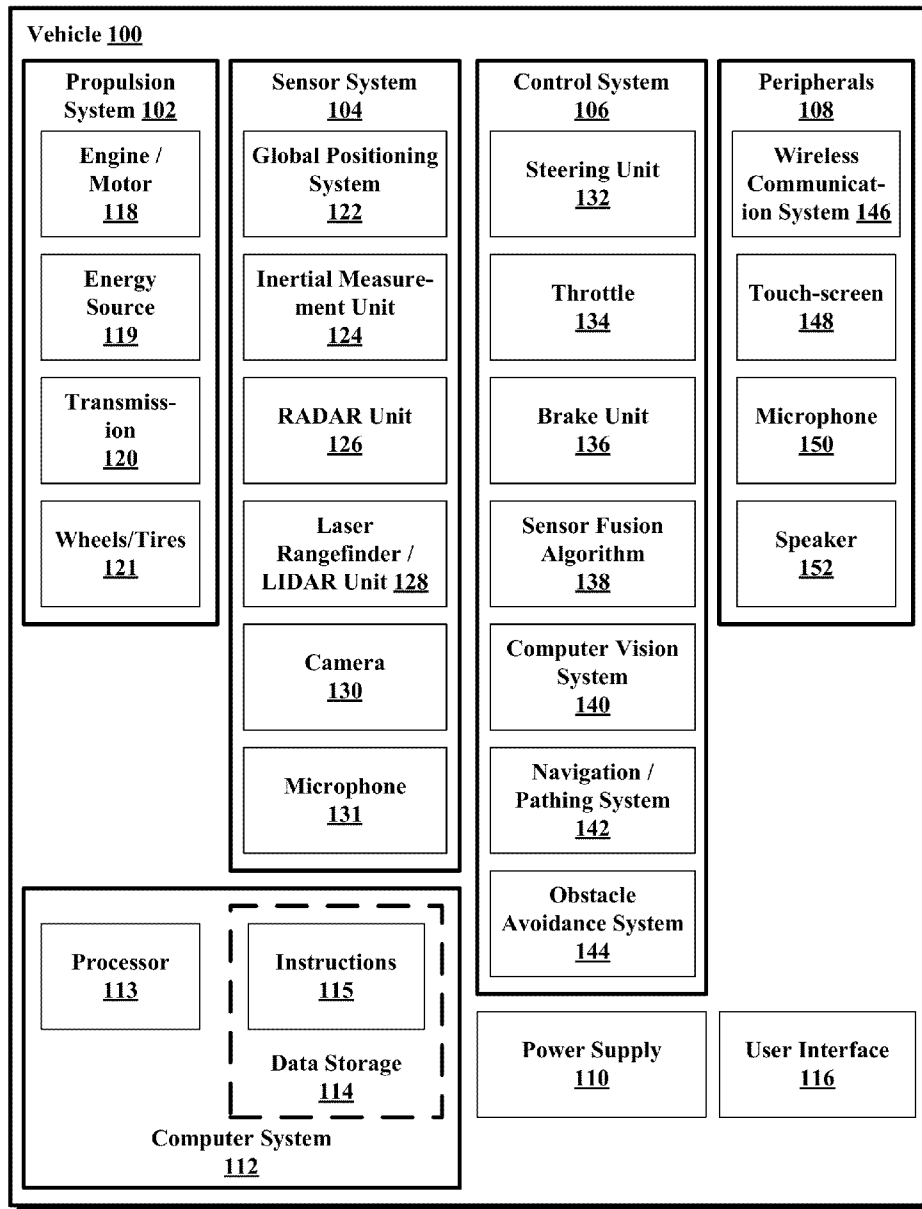 Vehicle 100
Propulsion
System 102
Engine /
Motor
118
Energy
Source
119
Transmiss-
ion
120
Wheels/Tires
121
Sensor System
104
Global Positioning
System
122
Inertial Measure-
ment Unit
124
RADAR Unit
126
Laser
Rangefinder /
LIDAR Unit 128
Camera
130
Microphone
131
Control System
106
Steering Unit
132
Throttle
134
Brake Unit
136
Sensor Fusion
Algorithm
138
Computer Vision
System
140
Navigation /
Pathing System
142
Obstacle
Avoidance System
144
Peripherals
108
Wireless
Communicat-
ion System 146
Touch-screen
148
Microphone
150
Speaker
152
Processor
113
Instructions
115
Data Storage
114
Computer System
112
Power Supply
110
User Interface
116